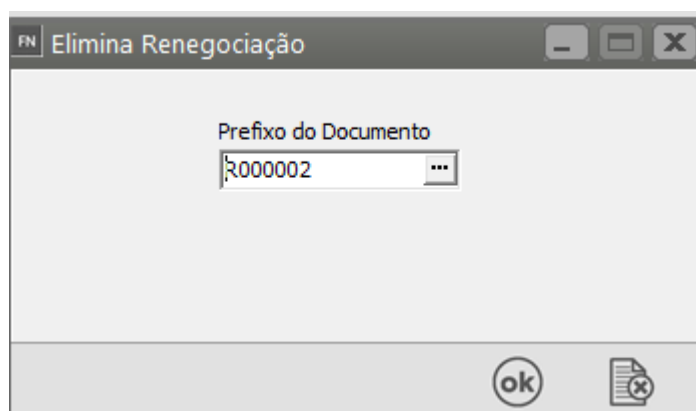 FN Elimina Renegociação
Prefixo do Documento
R000002
ok